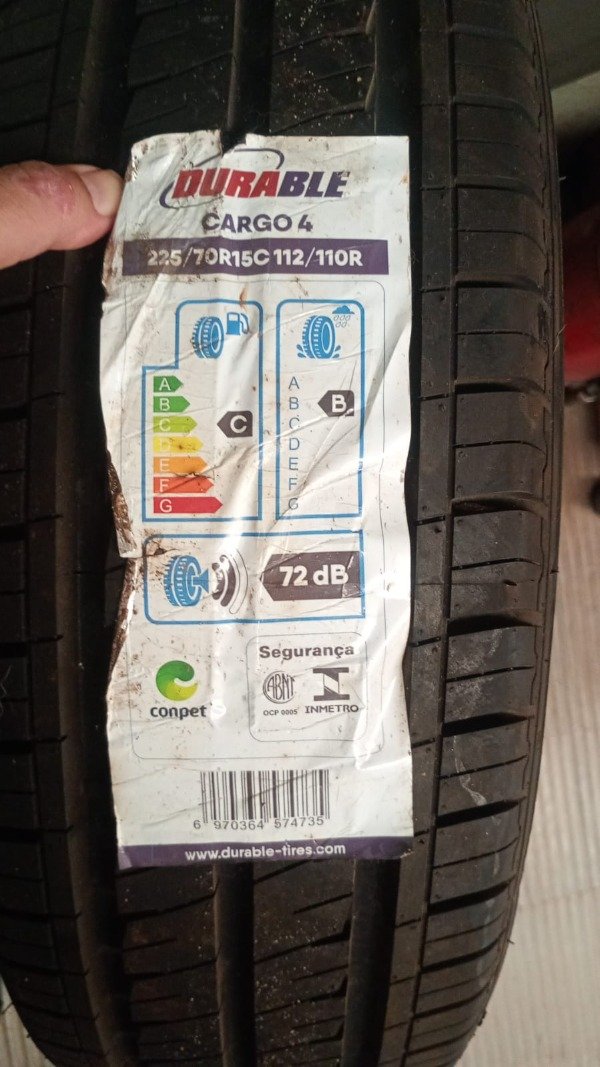 DURABLE
CARGO 4
225/70R15C 112/110R
A
B
C
D
E
F
G
C
A
B
C
D
E
F
G
B
72 dB
Segurança
conpet
ABNT
OCP 0005
INMETRO
6 970364 574735
www.durable-tires.com